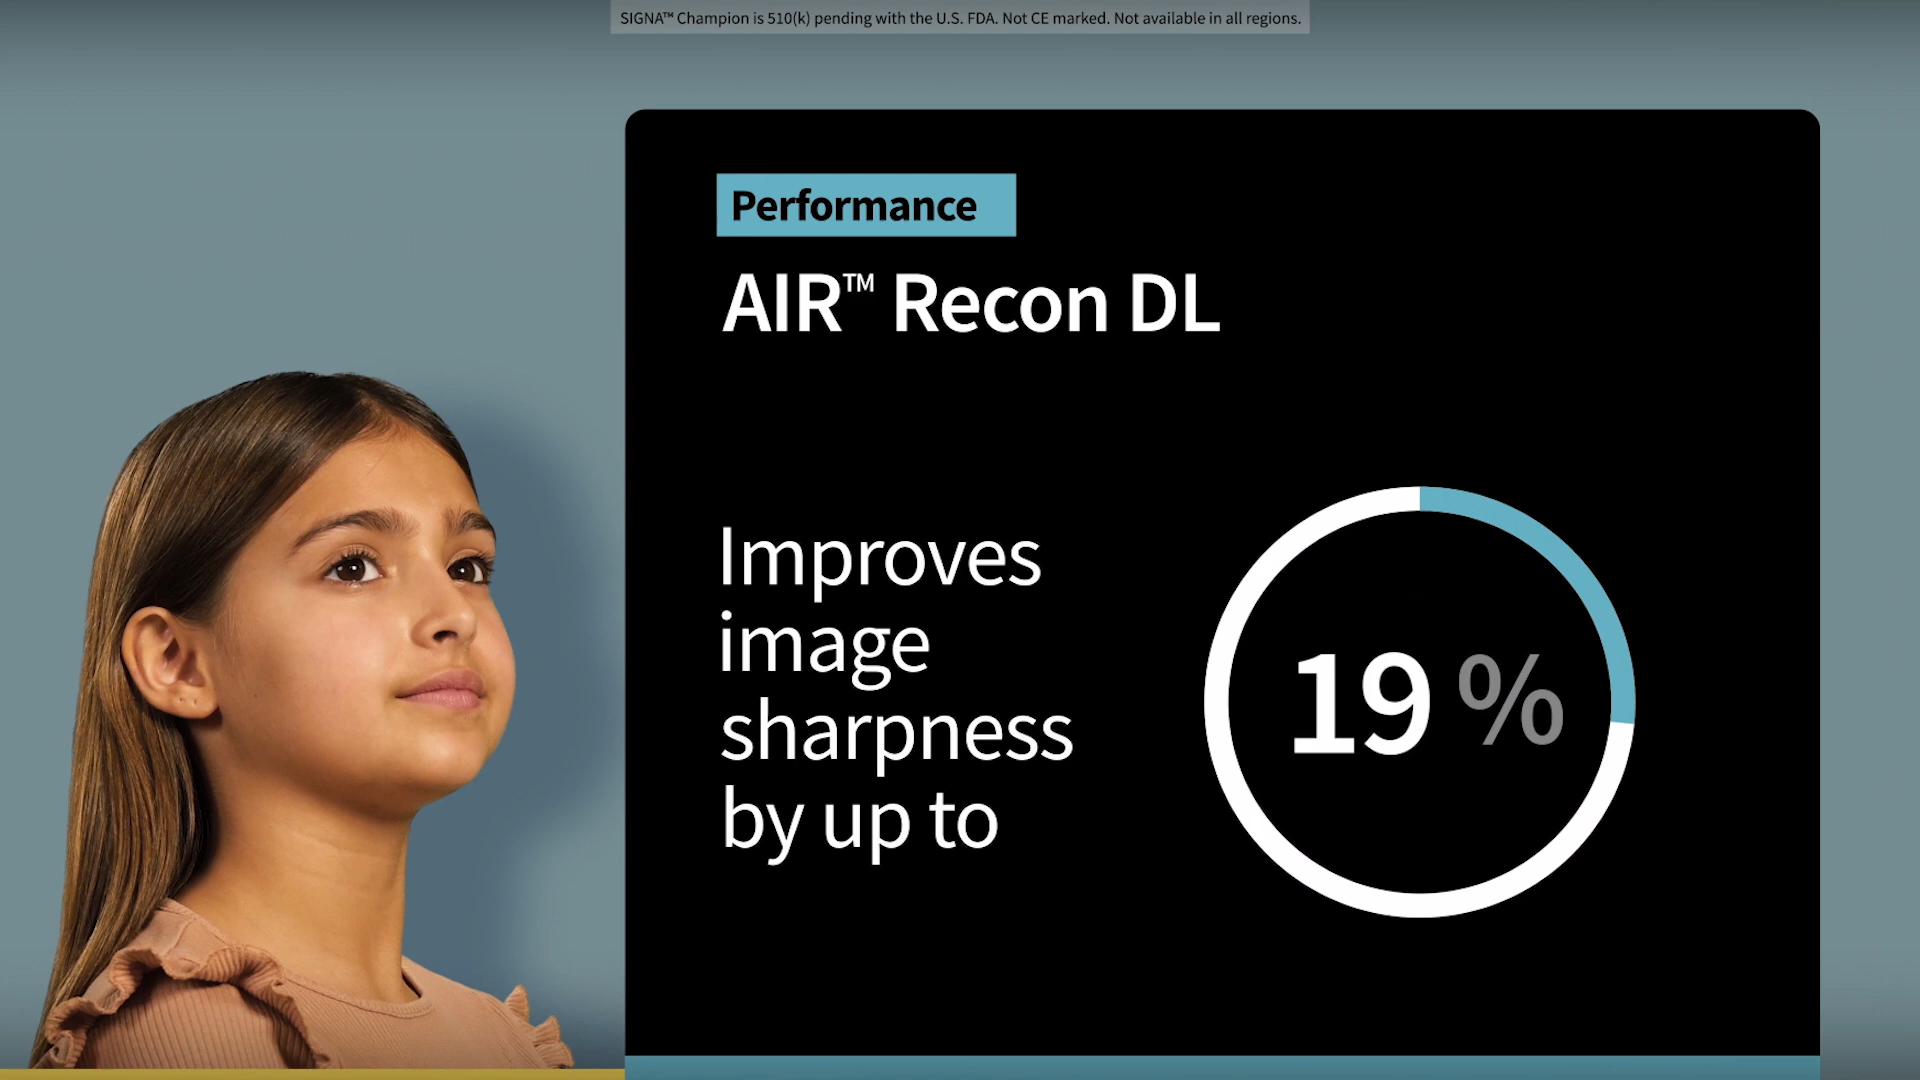 SIGNA™ Champion is 510(k) pending with the U.S. FDA. Not CE marked. Not available in all regions.
Performance
AIR™ Recon DL
Improves
image
sharpness
by up to
19 %